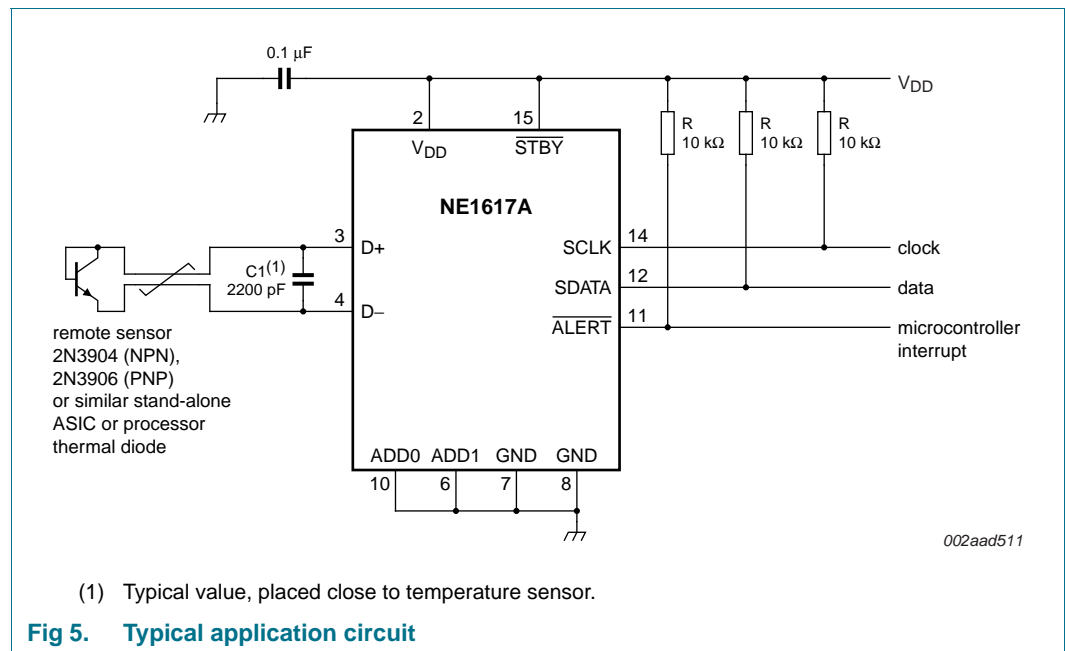 0.1 μF
VDD
2
15
VDD
STBY
R
10 kΩ
R
10 kΩ
R
10 kΩ
NE1617A
3
D+
C1(1)
2200 pF
4
D−
SCLK
14
clock
SDATA
12
data
ALERT
11
microcontroller
interrupt
remote sensor
2N3904 (NPN),
2N3906 (PNP)
or similar stand-alone
ASIC or processor
thermal diode
ADD0 ADD1 GND GND
10
6
7
8
002aad511
(1) Typical value, placed close to temperature sensor.
Fig 5. Typical application circuit